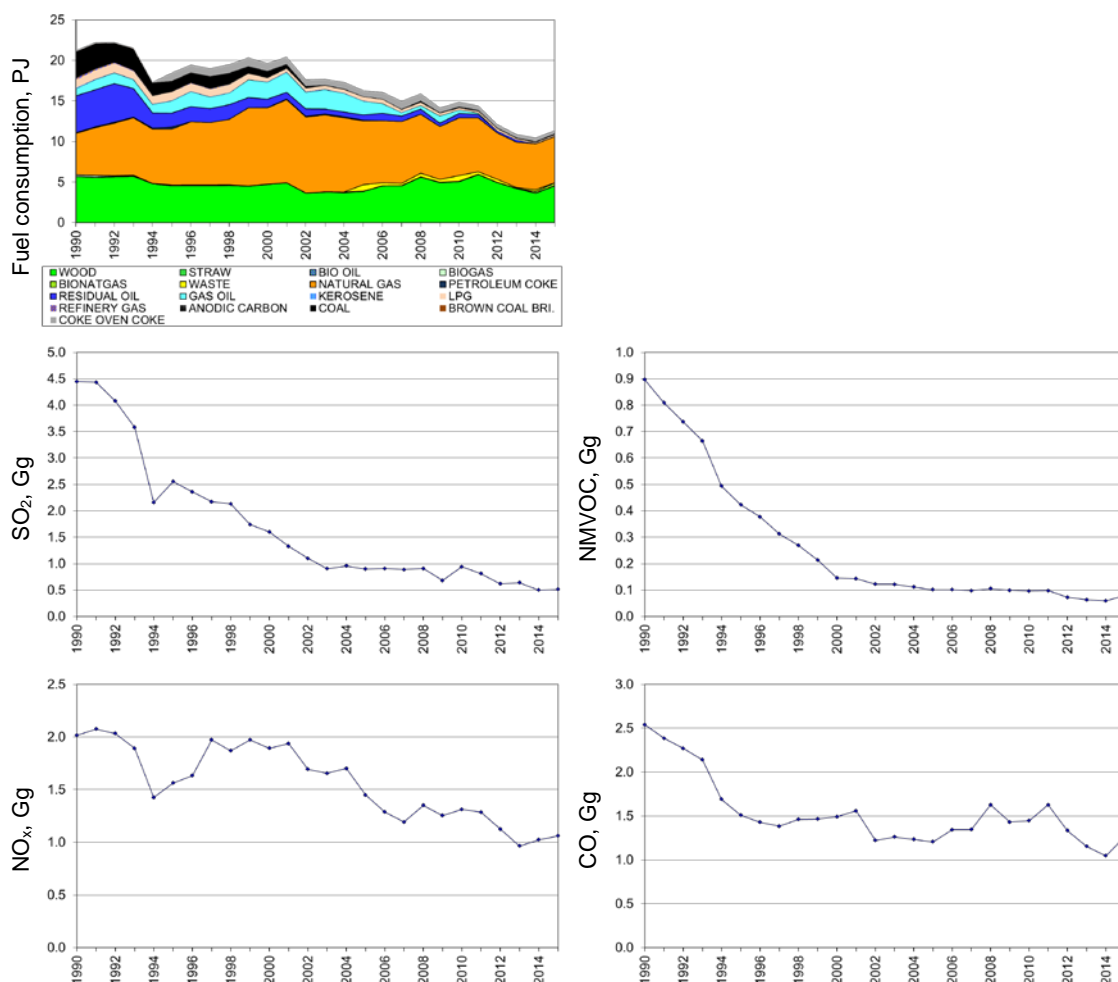 Fuel consumption, PJ
25
20
15
10
5
0
1990 1992 1994 1996 1998 2000 2002 2004 2006 2008 2010 2012 2014
WOOD STRAW BIO OIL BIOGAS
BIONATGAS WASTE NATURAL GAS PETROLEUM COKE
RESIDUAL OIL GAS OIL KEROSENE LPG
REFINERY GAS ANODIC CARBON COAL BROWN COAL BRI.
COKE OVEN COKE
SO₂, Gg
5.0
4.5
4.0
3.5
3.0
2.5
2.0
1.5
1.0
0.5
0.0
1990 1992 1994 1996 1998 2000 2002 2004 2006 2008 2010 2012 2014
NMVOC, Gg
1.0
0.9
0.8
0.7
0.6
0.5
0.4
0.3
0.2
0.1
0.0
1990 1992 1994 1996 1998 2000 2002 2004 2006 2008 2010 2012 2014
NOₓ, Gg
2.5
2.0
1.5
1.0
0.5
0.0
1990 1992 1994 1996 1998 2000 2002 2004 2006 2008 2010 2012 2014
CO, Gg
3.0
2.5
2.0
1.5
1.0
0.5
0.0
1990 1992 1994 1996 1998 2000 2002 2004 2006 2008 2010 2012 2014